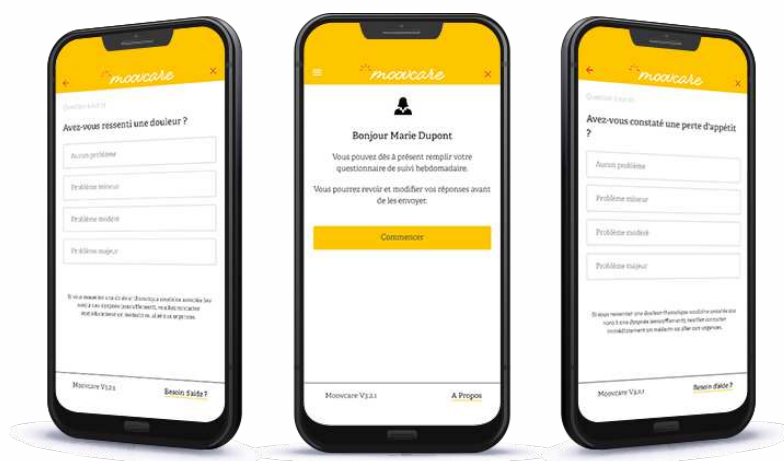 moovcare
Avez-vous ressenti une douleur ?
Aucun problème
Problème mineur
Problème modéré
Problème majeur
Moovcare V3.2.1
Besoin d'aide ?
moovcare
Bonjour Marie Dupont
Vous pouvez dès à présent remplir votre
questionnaire de suivi hebdomadaire.
Vous pourrez revoir et modifier vos réponses avant
de les envoyer.
Commencer
Moovcare V3.2.1
A Propos
moovcare
Avez-vous constaté une perte d'appétit
?
Aucun problème
Problème mineur
Problème modéré
Problème majeur
Moovcare
Besoin d'aide ?